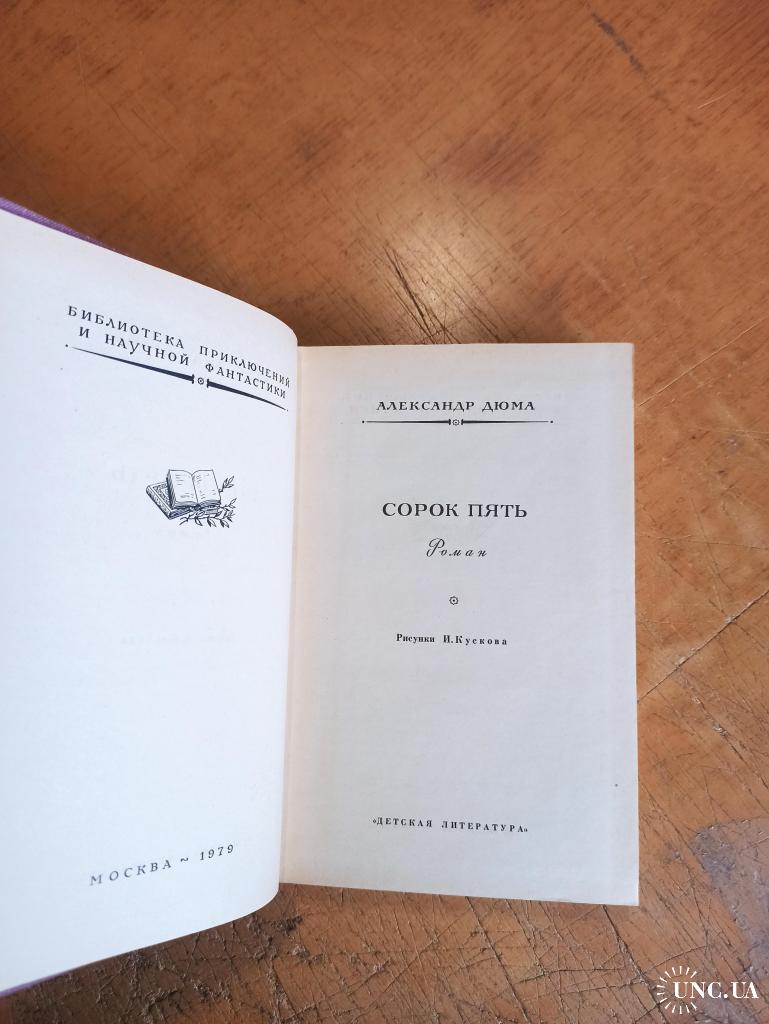 БИБЛИОТЕКА ПРИКЛЮЧЕНИЙ
И НАУЧНОЙ ФАНТАСТИКИ
МОСКВА ~ 1979
АЛЕКСАНДР ДЮМА
СОРОК ПЯТЬ
Роман
Рисунки И. Кускова
«ДЕТСКАЯ ЛИТЕРАТУРА»
UNC.UA